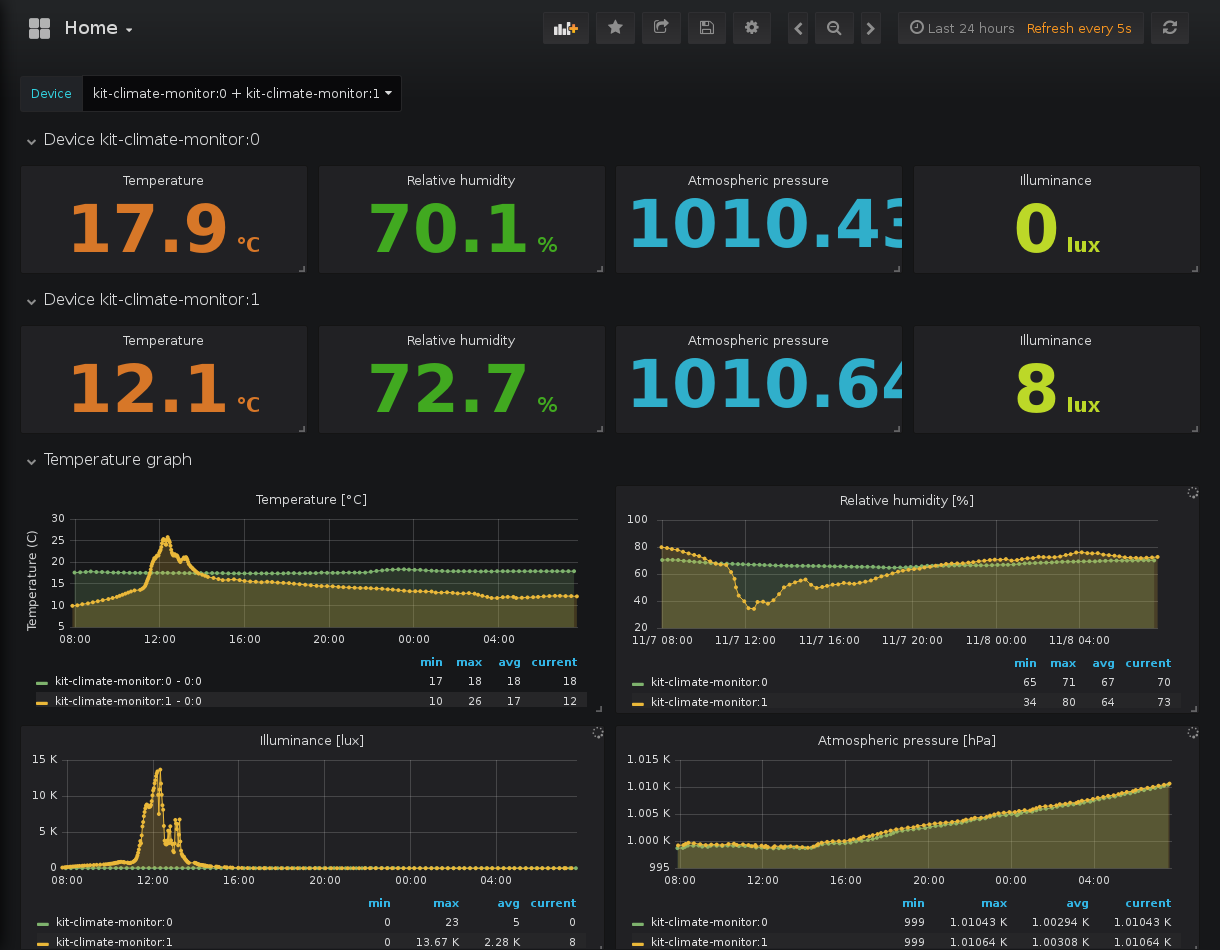 Home
Last 24 hours Refresh every 5s
Device kit-climate-monitor:0 + kit-climate-monitor:1
Device kit-climate-monitor:0
Temperature Relative humidity Atmospheric pressure Illuminance
17.9 °C 70.1 % 1010.43 0 lux
Device kit-climate-monitor:1
Temperature Relative humidity Atmospheric pressure Illuminance
12.1 °C 72.7 % 1010.64 8 lux
Temperature graph
Temperature [°C]
Temperature (C)
30
25
20
15
10
5
08:00 12:00 16:00 20:00 00:00 04:00
min max avg current
kit-climate-monitor:0 - 0:0 17 18 18 18
kit-climate-monitor:1 - 0:0 10 26 17 12
Relative humidity [%]
100
80
60
40
20
11/7 08:00 11/7 12:00 11/7 16:00 11/7 20:00 11/8 00:00 11/8 04:00
min max avg current
kit-climate-monitor:0 65 71 67 70
kit-climate-monitor:1 34 80 64 73
Illuminance [lux]
15 K
10 K
5 K
0
08:00 12:00 16:00 20:00 00:00 04:00
min max avg current
kit-climate-monitor:0 0 23 5 0
kit-climate-monitor:1 0 13.67 K 2.28 K 8
Atmospheric pressure [hPa]
1.015 K
1.010 K
1.005 K
1.000 K
995
08:00 12:00 16:00 20:00 00:00 04:00
min max avg current
kit-climate-monitor:0 999 1.01043 K 1.00294 K 1.01043 K
kit-climate-monitor:1 999 1.01064 K 1.00308 K 1.01064 K